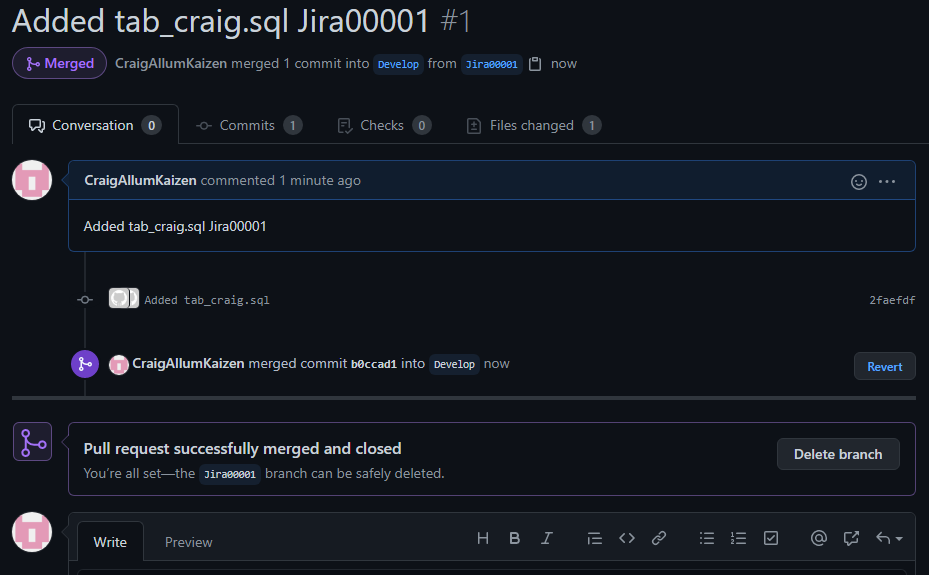 Added tab_craig.sql Jira00001 #1
Merged CraigAllumKaizen merged 1 commit into Develop from Jira00001 now
Conversation 0 Commits 1 Checks 0 Files changed 1
CraigAllumKaizen commented 1 minute ago
Added tab_craig.sql Jira00001
Added tab_craig.sql 2faefdf
CraigAllumKaizen merged commit b0ccad1 into Develop now Revert
Pull request successfully merged and closed
You're all set—the Jira00001 branch can be safely deleted. Delete branch
Write Preview H B I